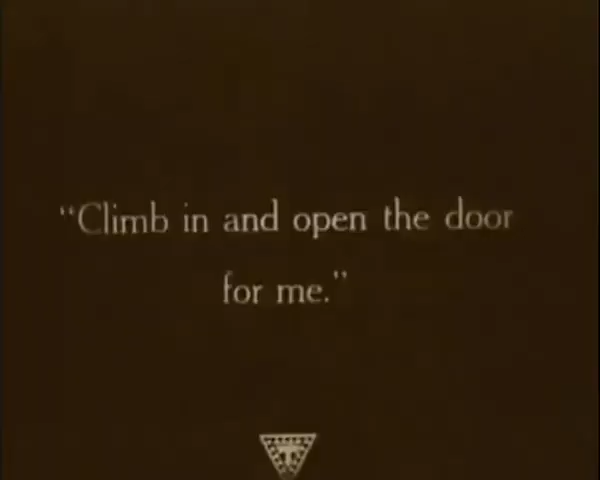 “Climb in and open the door
for me.”